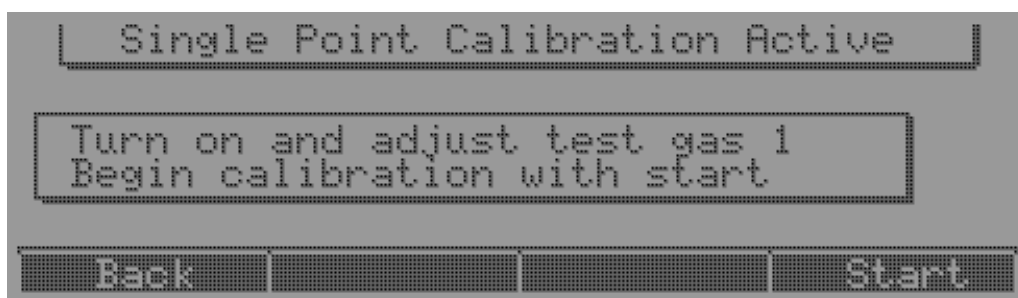 Single Point Calibration Active
Turn on and adjust test gas 1
Begin calibration with start
Back Start